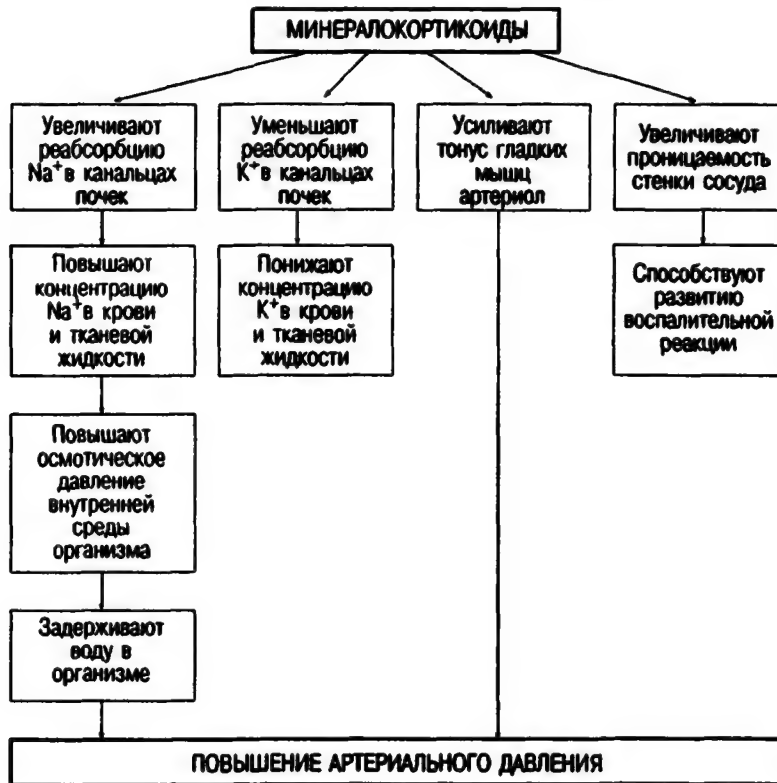 МИНЕРАЛОКОРТИКОИДЫ
Увеличивают
реабсорбцию
Na⁺ в канальцах
почек
Уменьшают
реабсорбцию
K⁺ в канальцах
почек
Усиливают
тонус гладких
мышц
артериол
Увеличивают
проницаемость
стенки сосуда
Повышают
концентрацию
Na⁺ в крови
и тканевой
жидкости
Понижают
концентрацию
K⁺ в крови
и тканевой
жидкости
Способствуют
развитию
воспалительной
реакции
Повышают
осмотическое
давление
внутренней
среды
организма
Задерживают
воду в
организме
ПОВЫШЕНИЕ АРТЕРИАЛЬНОГО ДАВЛЕНИЯ